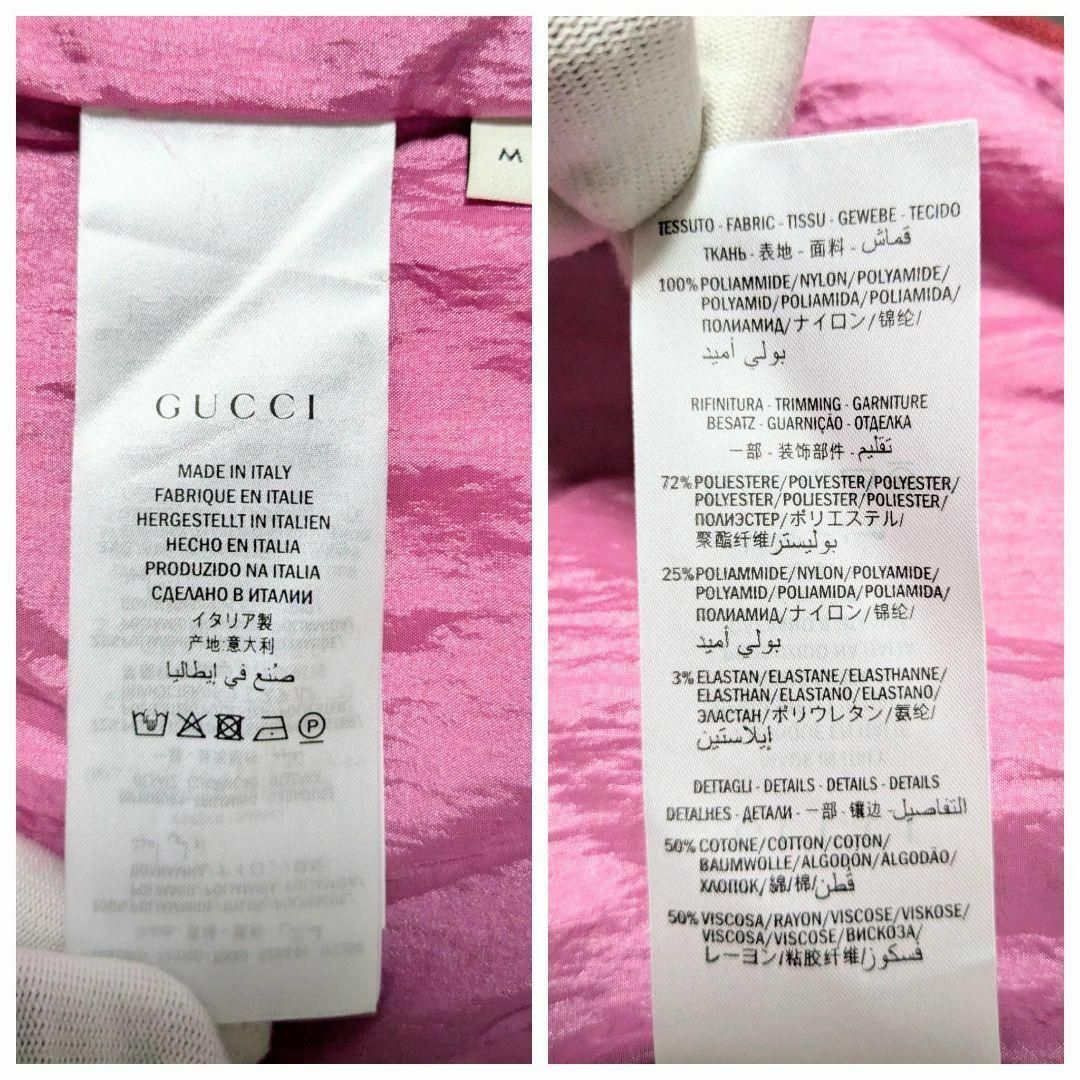 M
GUCCI
MADE IN ITALY
FABRIQUE EN ITALIE
HERGESTELLT IN ITALIEN
HECHO EN ITALIA
PRODUZIDO NA ITALIA
СДЕЛАНО В ИТАЛИИ
イタリア製
产地:意大利
صُنع في إيطاليا
P
TESSUTO - FABRIC - TISSU - GEWEBE - TECIDO
ТКАНЬ - 表地 - 面料 - قماش
100% POLIAMMIDE/NYLON/POLYAMIDE/
POLYAMID/POLIAMIDA/POLIAMIDA/
ПОЛИАМИД/ナイロン/锦纶/
بولي أميد
RIFINITURA - TRIMMING - GARNITURE
BESATZ - GUARNIÇÃO - ОТДЕЛКА
一部 - 装饰部件 - تقليم
72% POLIESTERE/POLYESTER/POLYESTER/
POLYESTER/POLIESTER/POLIESTER/
ПОЛИЭСТЕР/ポリエステル/
聚酯纤维/بوليستر
25% POLIAMMIDE/NYLON/POLYAMIDE/
POLYAMID/POLIAMIDA/POLIAMIDA/
ПОЛИАМИД/ナイロン/锦纶/
بولي أميد
3% ELASTAN/ELASTANE/ELASTHANNE/
ELASTHAN/ELASTANO/ELASTANO/
ЭЛАСТАН/ポリウレタン/氨纶/
إيلاستين
DETTAGLI - DETAILS - DETAILS - DETAILS
DETALHES - ДЕТАЛИ - 一部 - 镶边 - التفاصيل
50% COTONE/COTTON/COTON/
BAUMWOLLE/ALGODÓN/ALGODÃO/
ХЛОПОК/綿/棉/قطن
50% VISCOSA/RAYON/VISCOSE/VISKOSE/
VISCOSA/VISCOSE/ВИСКОЗА/
レーヨン/粘胶纤维/فسكوز